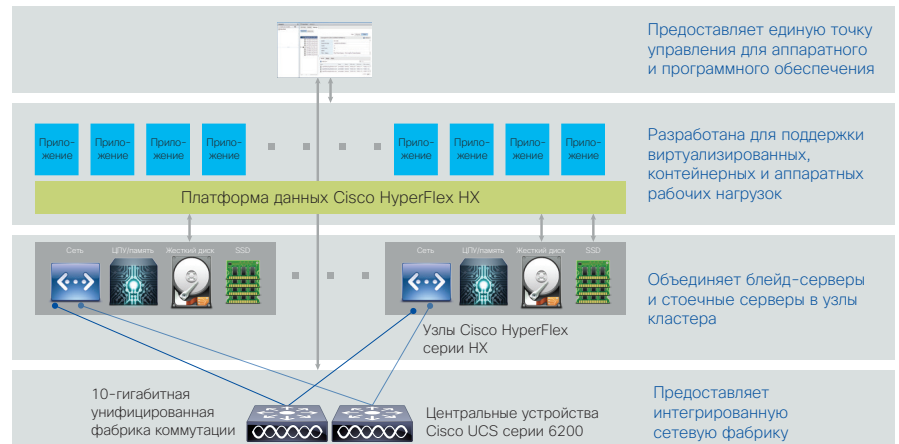 Предоставляет единую точку
управления для аппаратного
и программного обеспечения
Прило-
жение
Прило-
жение
Прило-
жение
Прило-
жение
Прило-
жение
Прило-
жение
Прило-
жение
Прило-
жение
Разработана для поддержки
виртуализированных,
контейнерных и аппаратных
рабочих нагрузок
Платформа данных Cisco HyperFlex HX
Сеть
ЦПУ/память
Жесткий диск
SSD
Сеть
ЦПУ/память
Жесткий диск
SSD
Объединяет блейд-серверы
и стоечные серверы в узлы
кластера
Узлы Cisco HyperFlex
серии HX
10-гигабитная
унифицированная
фабрика коммутации
Центральные устройства
Cisco UCS серии 6200
Предоставляет
интегрированную
сетевую фабрику